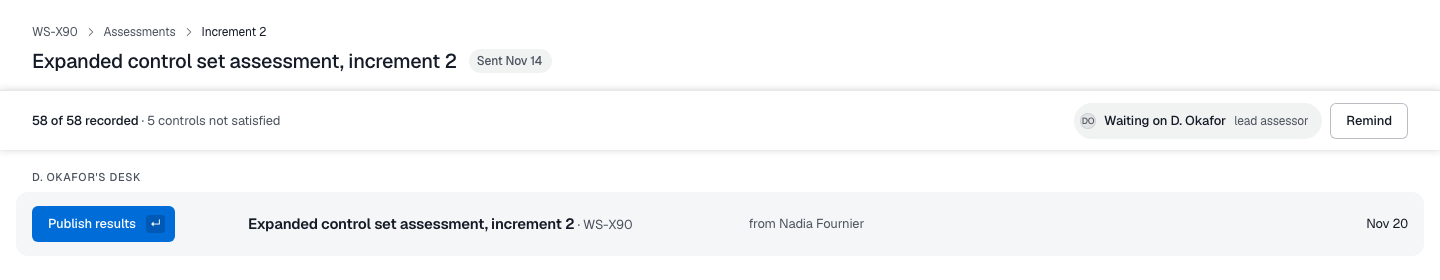 WS-X90 > Assessments > Increment 2
Expanded control set assessment, increment 2 Sent Nov 14
58 of 58 recorded · 5 controls not satisfied
DO Waiting on D. Okafor lead assessor Remind
D. OKAFOR'S DESK
Publish results ↵ Expanded control set assessment, increment 2 · WS-X90 from Nadia Fournier Nov 20